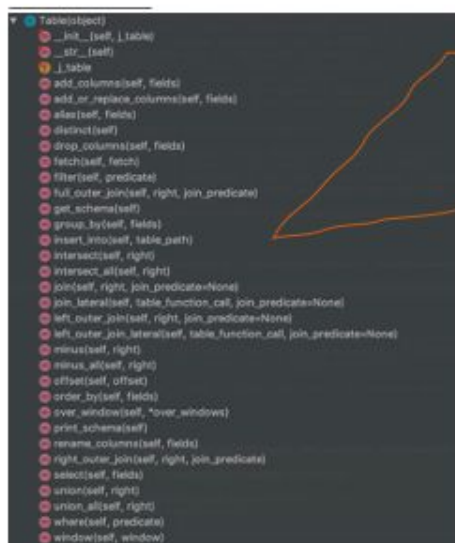 Table(object)
__init__(self, j_table)
__str__(self)
_j_table
add_columns(self, fields)
add_or_replace_columns(self, fields)
alias(self, fields)
distinct(self)
drop_columns(self, fields)
fetch(self, fetch)
filter(self, predicate)
full_outer_join(self, right, join_predicate)
get_schema(self)
group_by(self, fields)
insert_into(self, table_path)
intersect(self, right)
intersect_all(self, right)
join(self, right, join_predicate=None)
join_lateral(self, table_function_call, join_predicate=None)
left_outer_join(self, right, join_predicate=None)
left_outer_join_lateral(self, table_function_call, join_predicate=None)
minus(self, right)
minus_all(self, right)
offset(self, offset)
order_by(self, fields)
over_window(self, *over_windows)
print_schema(self)
rename_columns(self, fields)
right_outer_join(self, right, join_predicate)
select(self, fields)
union(self, right)
union_all(self, right)
where(self, predicate)
window(self, window)